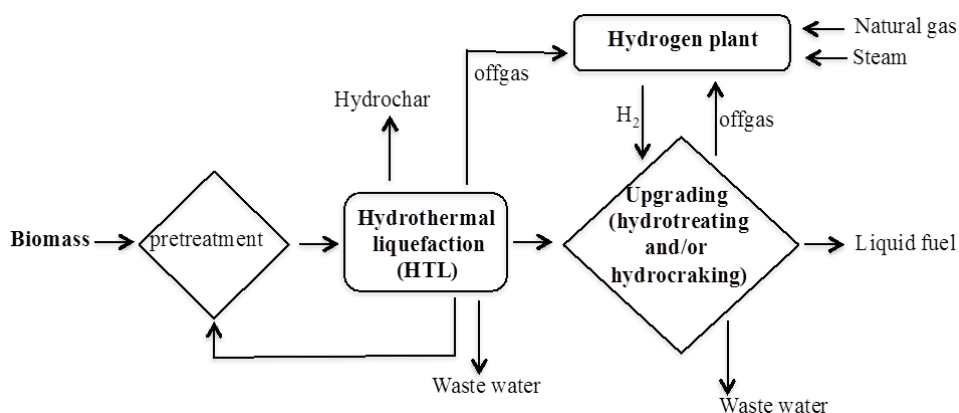 Hydrogen plant
Natural gas
Steam
offgas
Hydrochar
H₂
offgas
Biomass
pretreatment
Hydrothermal
liquefaction
(HTL)
Upgrading
(hydrotreating
and/or
hydrocraking)
Liquid fuel
Waste water
Waste water